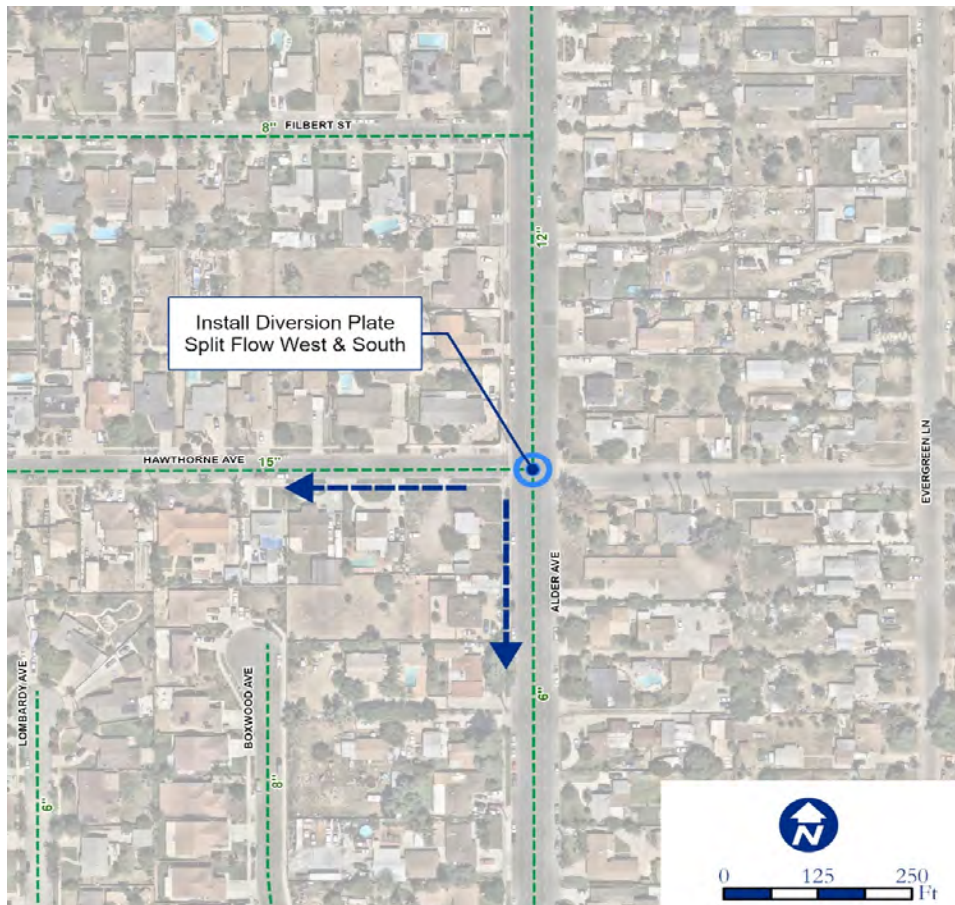 8" FILBERT ST
12"
Install Diversion Plate
Split Flow West & South
HAWTHORNE AVE 15"
EVERGREEN LN
ALDER AVE
LOMBARDY AVE
BOXWOOD AVE
6"
8"
6"
N
0 125 250
Ft